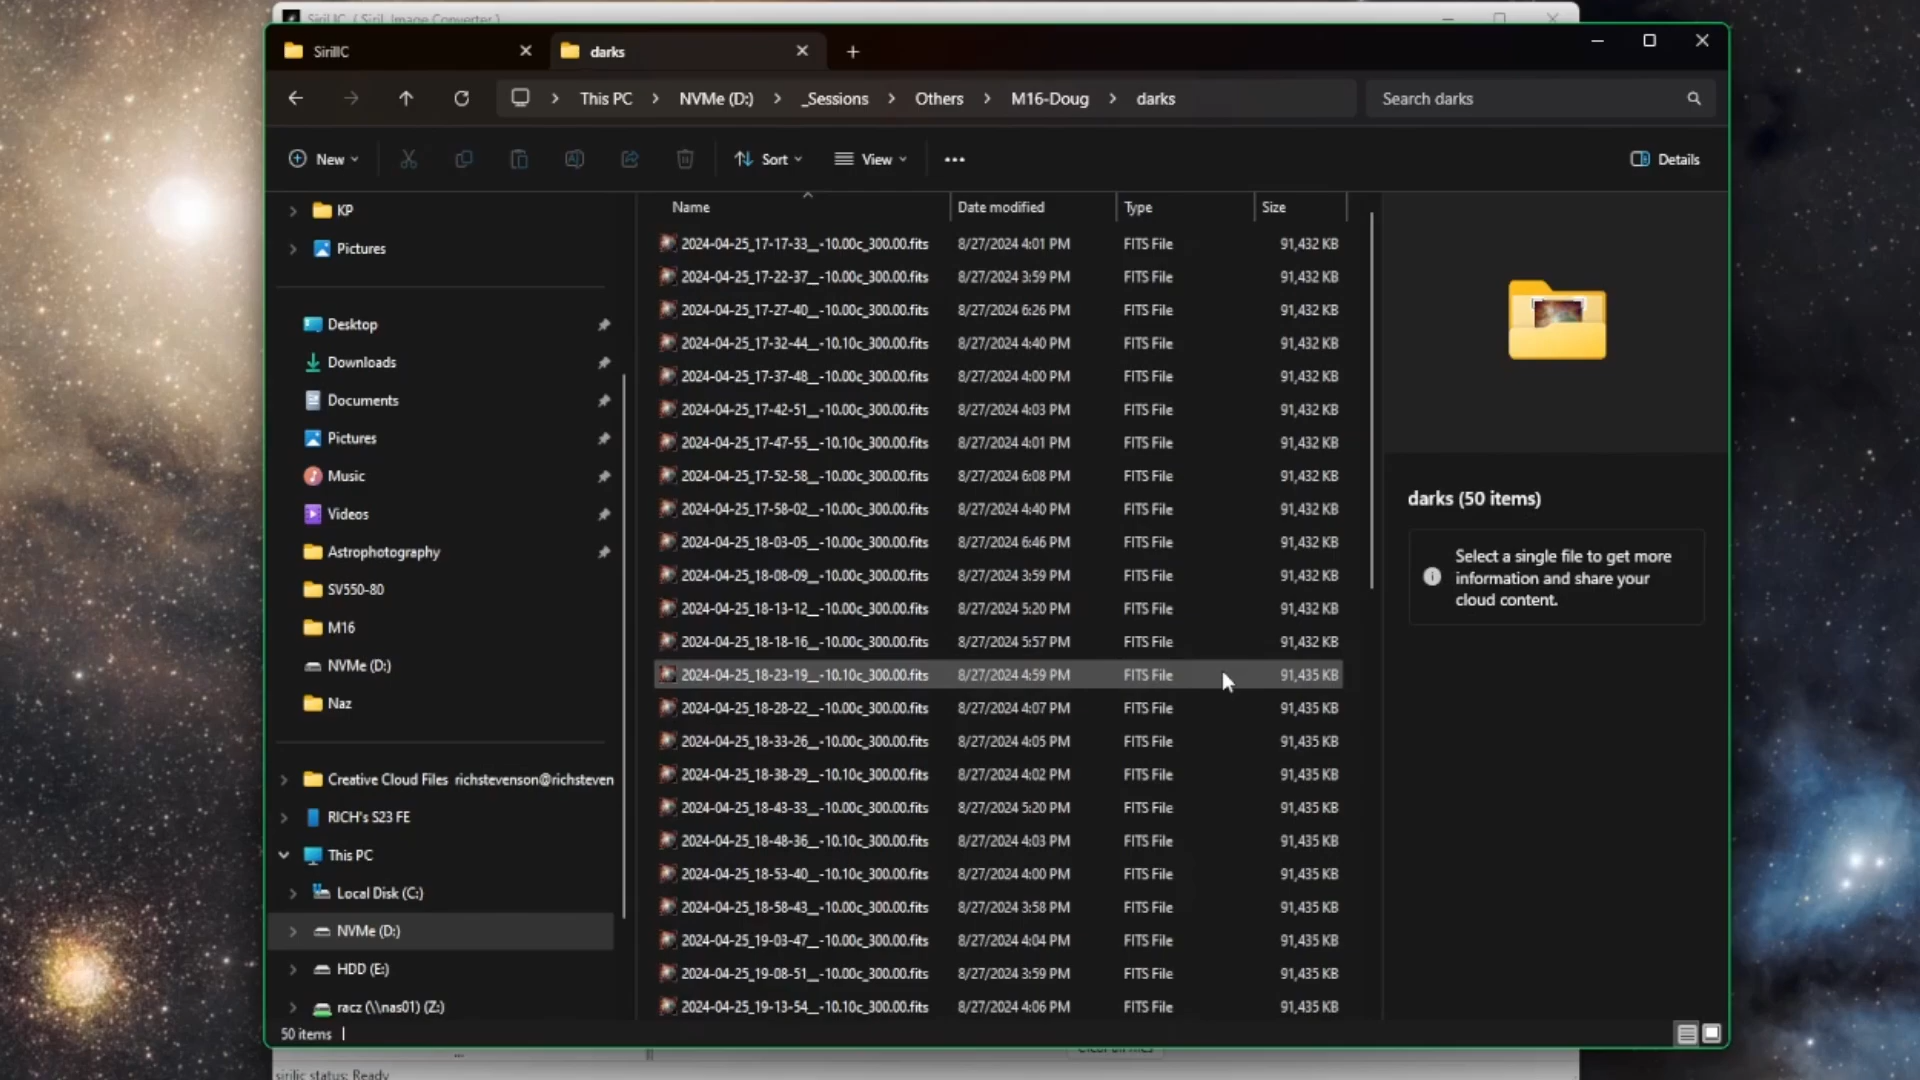 SirilIC ( Siril Image Converter )
SirilIC
darks
This PC
NVMe (D:)
_Sessions
Others
M16-Doug
darks
Search darks
New
Sort
View
Details
KP
Pictures
Desktop
Downloads
Documents
Pictures
Music
Videos
Astrophotography
SV550-80
M16
NVMe (D:)
Naz
Creative Cloud Files richstevenson@richsteven
RICH's S23 FE
This PC
Local Disk (C:)
NVMe (D:)
HDD (E:)
racz (\\nas01) (Z:)
Name Date modified Type Size
2024-04-25_17-17-33__-10.00c_300.00.fits 8/27/2024 4:01 PM FITS File 91,432 KB
2024-04-25_17-22-37__-10.00c_300.00.fits 8/27/2024 3:59 PM FITS File 91,432 KB
2024-04-25_17-27-40__-10.00c_300.00.fits 8/27/2024 6:26 PM FITS File 91,432 KB
2024-04-25_17-32-44__-10.10c_300.00.fits 8/27/2024 4:40 PM FITS File 91,432 KB
2024-04-25_17-37-48__-10.00c_300.00.fits 8/27/2024 4:00 PM FITS File 91,432 KB
2024-04-25_17-42-51__-10.00c_300.00.fits 8/27/2024 4:03 PM FITS File 91,432 KB
2024-04-25_17-47-55__-10.10c_300.00.fits 8/27/2024 4:01 PM FITS File 91,432 KB
2024-04-25_17-52-58__-10.00c_300.00.fits 8/27/2024 6:08 PM FITS File 91,432 KB
2024-04-25_17-58-02__-10.00c_300.00.fits 8/27/2024 4:40 PM FITS File 91,432 KB
2024-04-25_18-03-05__-10.00c_300.00.fits 8/27/2024 6:46 PM FITS File 91,432 KB
2024-04-25_18-08-09__-10.00c_300.00.fits 8/27/2024 3:59 PM FITS File 91,432 KB
2024-04-25_18-13-12__-10.00c_300.00.fits 8/27/2024 5:20 PM FITS File 91,432 KB
2024-04-25_18-18-16__-10.00c_300.00.fits 8/27/2024 5:57 PM FITS File 91,432 KB
2024-04-25_18-23-19__-10.10c_300.00.fits 8/27/2024 4:59 PM FITS File 91,435 KB
2024-04-25_18-28-22__-10.00c_300.00.fits 8/27/2024 4:07 PM FITS File 91,435 KB
2024-04-25_18-33-26__-10.00c_300.00.fits 8/27/2024 4:05 PM FITS File 91,435 KB
2024-04-25_18-38-29__-10.10c_300.00.fits 8/27/2024 4:02 PM FITS File 91,435 KB
2024-04-25_18-43-33__-10.00c_300.00.fits 8/27/2024 5:20 PM FITS File 91,435 KB
2024-04-25_18-48-36__-10.10c_300.00.fits 8/27/2024 4:03 PM FITS File 91,435 KB
2024-04-25_18-53-40__-10.00c_300.00.fits 8/27/2024 4:00 PM FITS File 91,435 KB
2024-04-25_18-58-43__-10.00c_300.00.fits 8/27/2024 3:58 PM FITS File 91,435 KB
2024-04-25_19-03-47__-10.00c_300.00.fits 8/27/2024 4:04 PM FITS File 91,435 KB
2024-04-25_19-08-51__-10.00c_300.00.fits 8/27/2024 3:59 PM FITS File 91,435 KB
2024-04-25_19-13-54__-10.10c_300.00.fits 8/27/2024 4:06 PM FITS File 91,435 KB
darks (50 items)
Select a single file to get more
information and share your
cloud content.
50 items
sirilic status: Ready